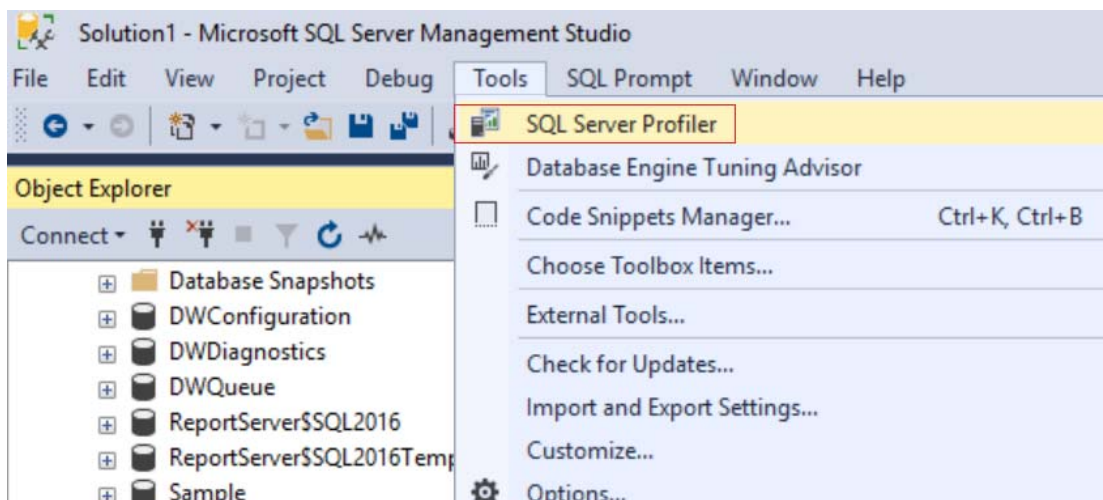 Solution1 - Microsoft SQL Server Management Studio
File Edit View Project Debug Tools SQL Prompt Window Help
SQL Server Profiler
Database Engine Tuning Advisor
Code Snippets Manager... Ctrl+K, Ctrl+B
Choose Toolbox Items...
External Tools...
Check for Updates...
Import and Export Settings...
Customize...
Options...
Object Explorer
Connect
Database Snapshots
DWConfiguration
DWDiagnostics
DWQueue
ReportServer$SQL2016
ReportServer$SQL2016Temp
Sample